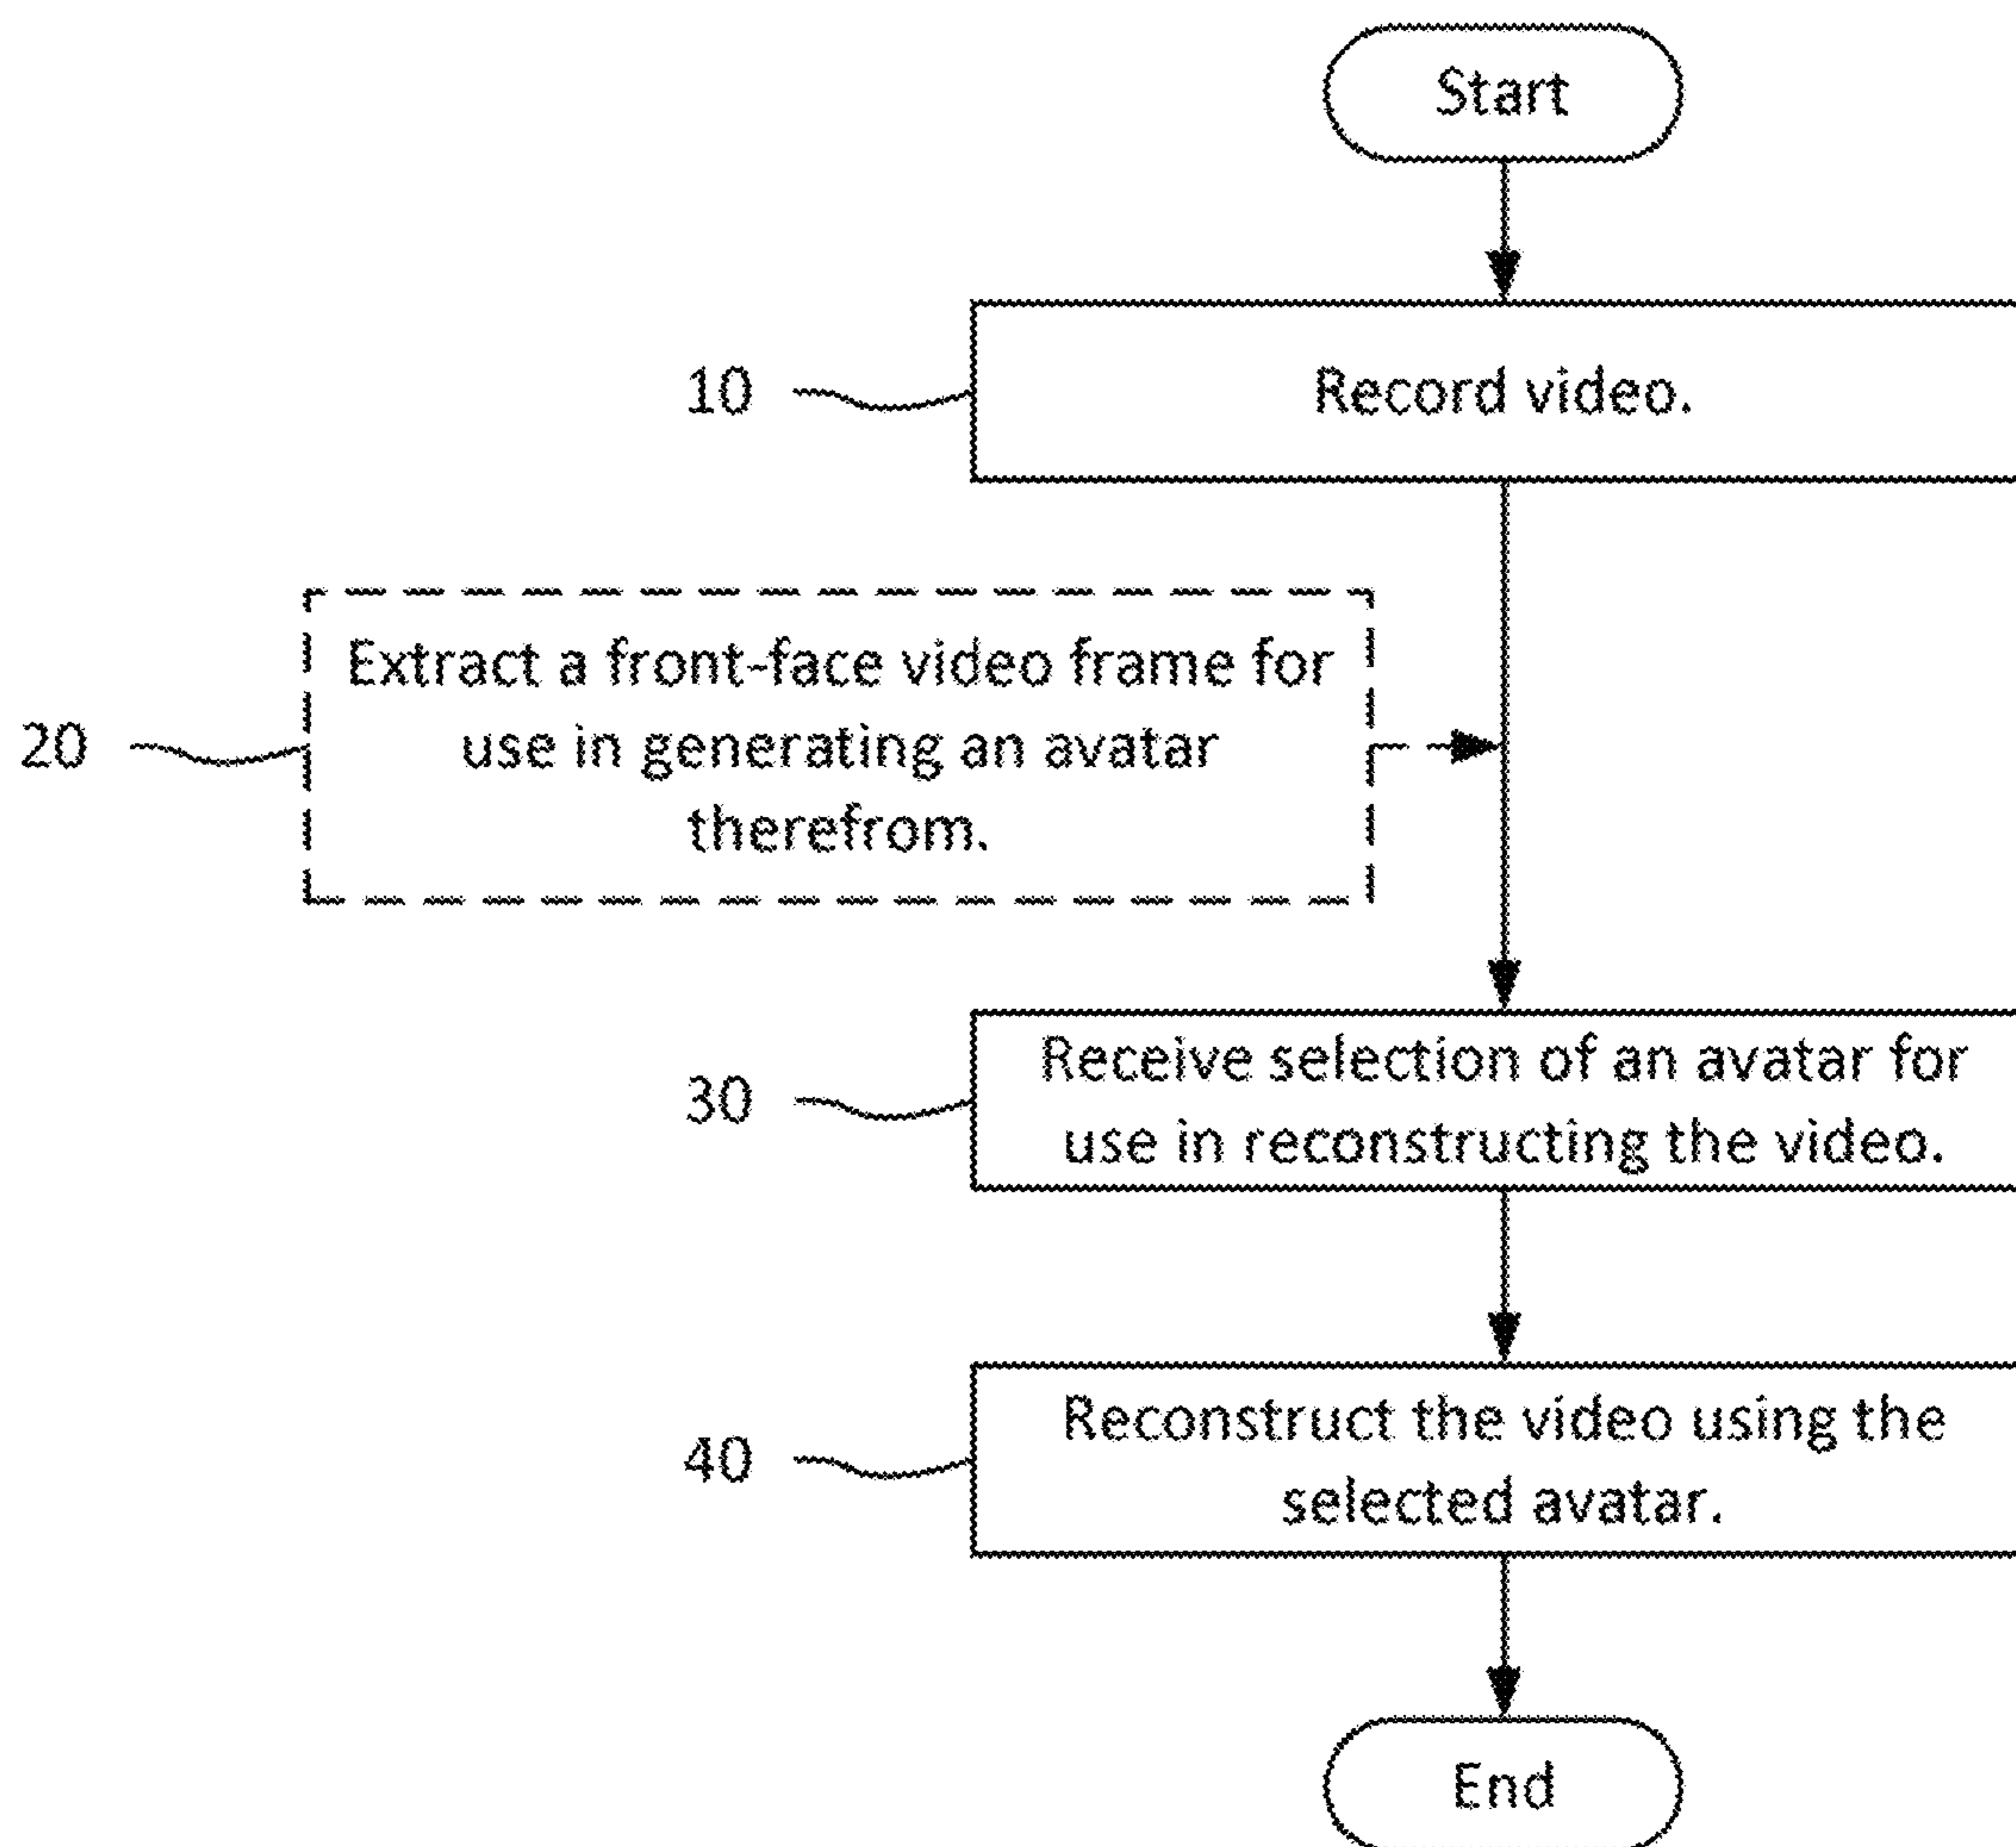 Start
10
Record video.
20
Extract a front-face video frame for
use in generating an avatar
therefrom.
30
Receive selection of an avatar for
use in reconstructing the video.
40
Reconstruct the video using the
selected avatar.
End